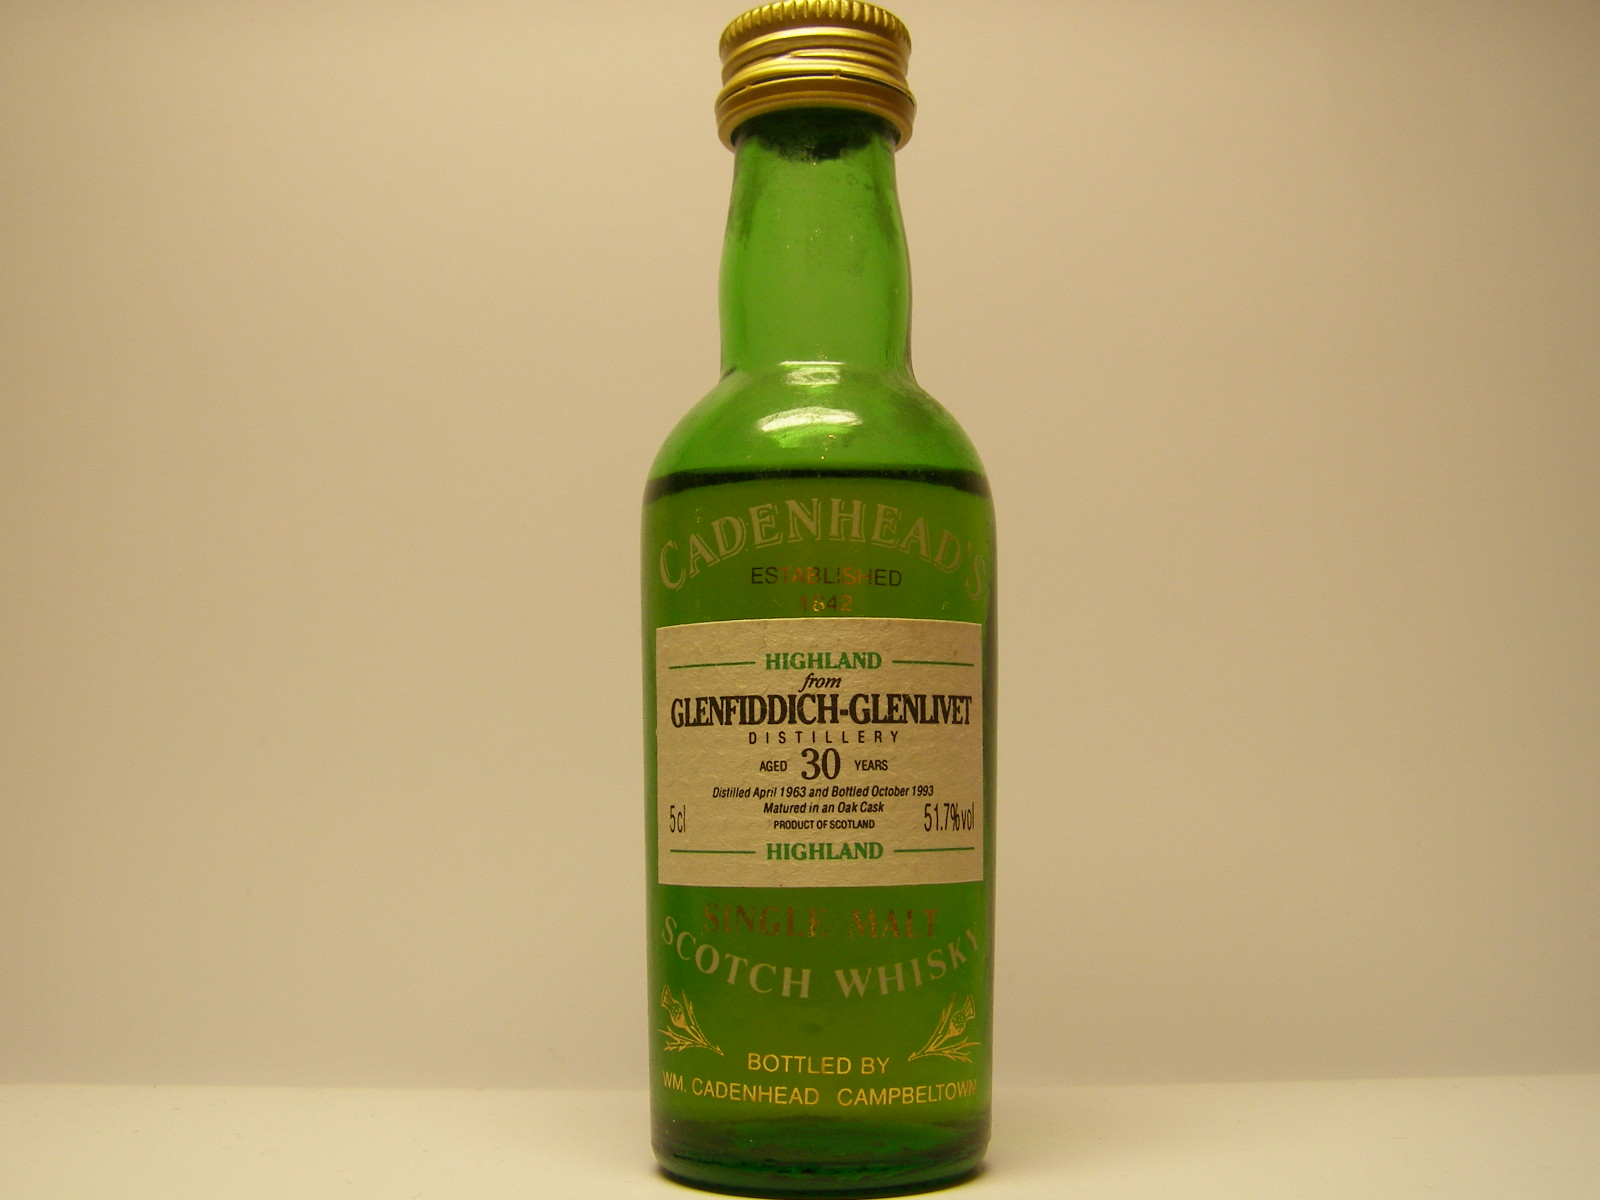 CADENHEAD'S
ESTABLISHED
1842
HIGHLAND
from
GLENFIDDICH-GLENLIVET
DISTILLERY
AGED 30 YEARS
Distilled April 1963 and Bottled October 1993
Matured in an Oak Cask
5cl PRODUCT OF SCOTLAND 51.7%vol
HIGHLAND
SINGLE MALT
SCOTCH WHISKY
BOTTLED BY
WM. CADENHEAD CAMPBELTOWN